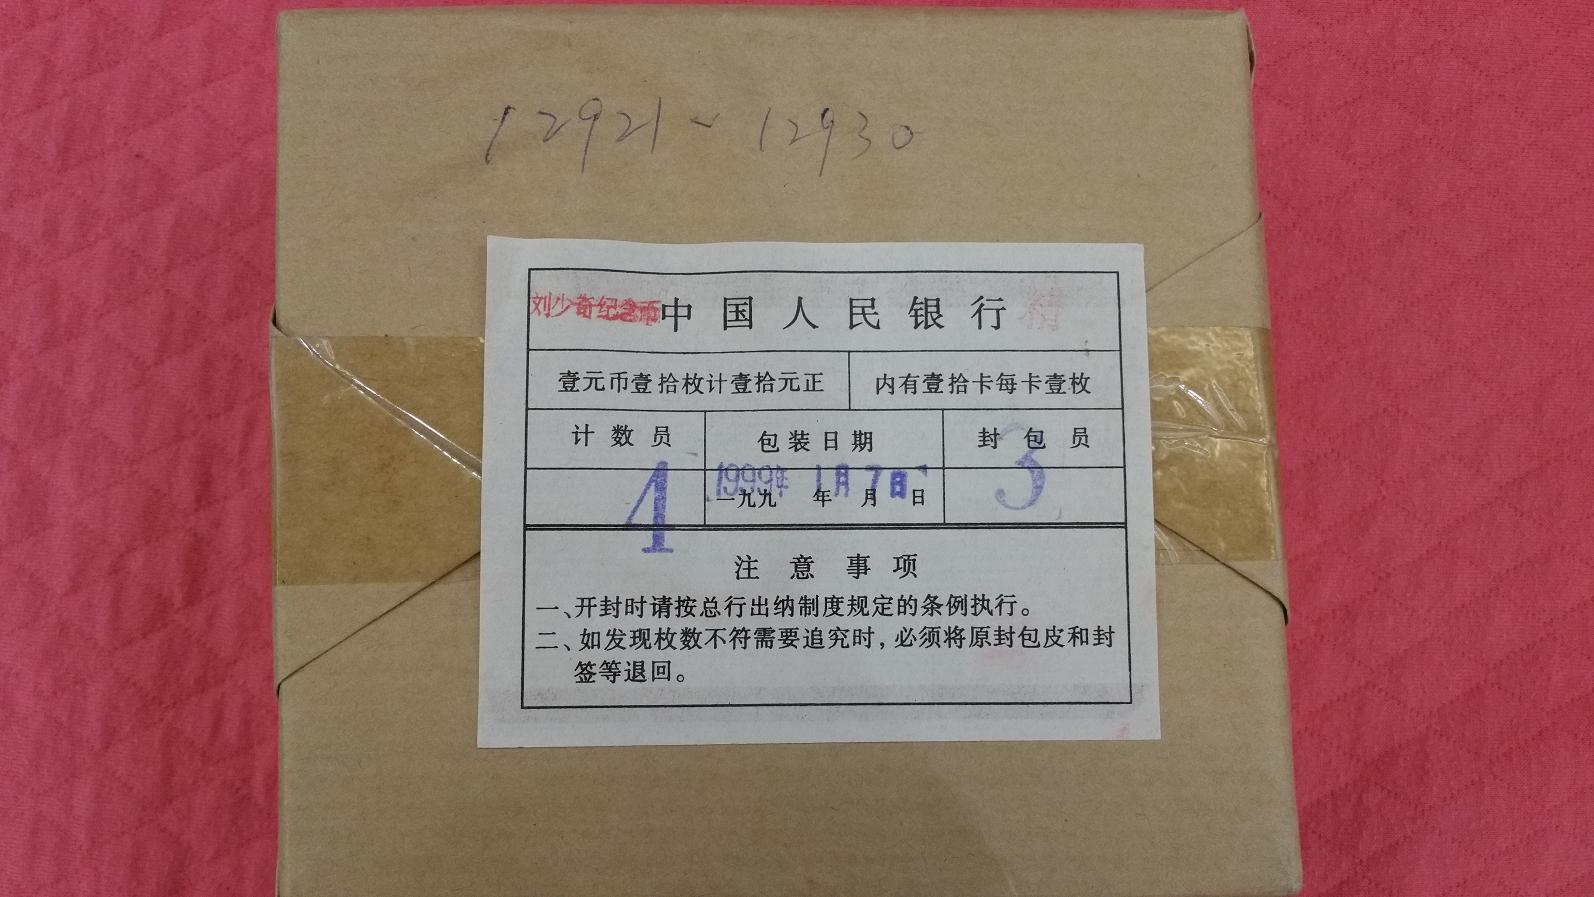 12921~12930
刘少奇纪念币 中国人民银行 精
壹元币壹拾枚计壹拾元正 内有壹拾卡每卡壹枚
计数员 包装日期 封包员
4 1999年1月7日 3
一九九 年 月 日
注意事项
一、开封时请按总行出纳制度规定的条例执行。
二、如发现枚数不符需要追究时,必须将原封包皮和封
签等退回。